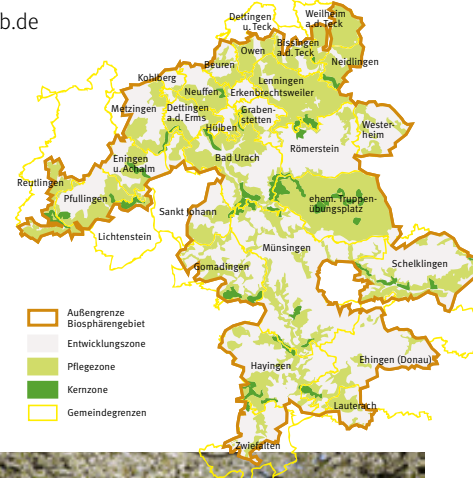 b.de
Dettingen
u. Teck
Weilheim
a.d. Teck
Bissingen
a.d. Teck
Owen
Neidlingen
Beuren
Kohlberg
Lenningen
Neuffen
Erkenbrechtsweiler
Metzingen
Dettingen
a.d. Erms
Graben-
stetten
Hülben
Wester-
heim
Römerstein
Eningen
u. Achalm
Bad Urach
Reutlingen
Pfullingen
Sankt Johann
ehem. Truppen-
übungsplatz
Lichtenstein
Münsingen
Gomadingen
Schelklingen
Außengrenze
Biosphärengebiet
Entwicklungszone
Pflegezone
Kernzone
Gemeindegrenzen
Hayingen
Ehingen (Donau)
Lauterach
Zwiefalten